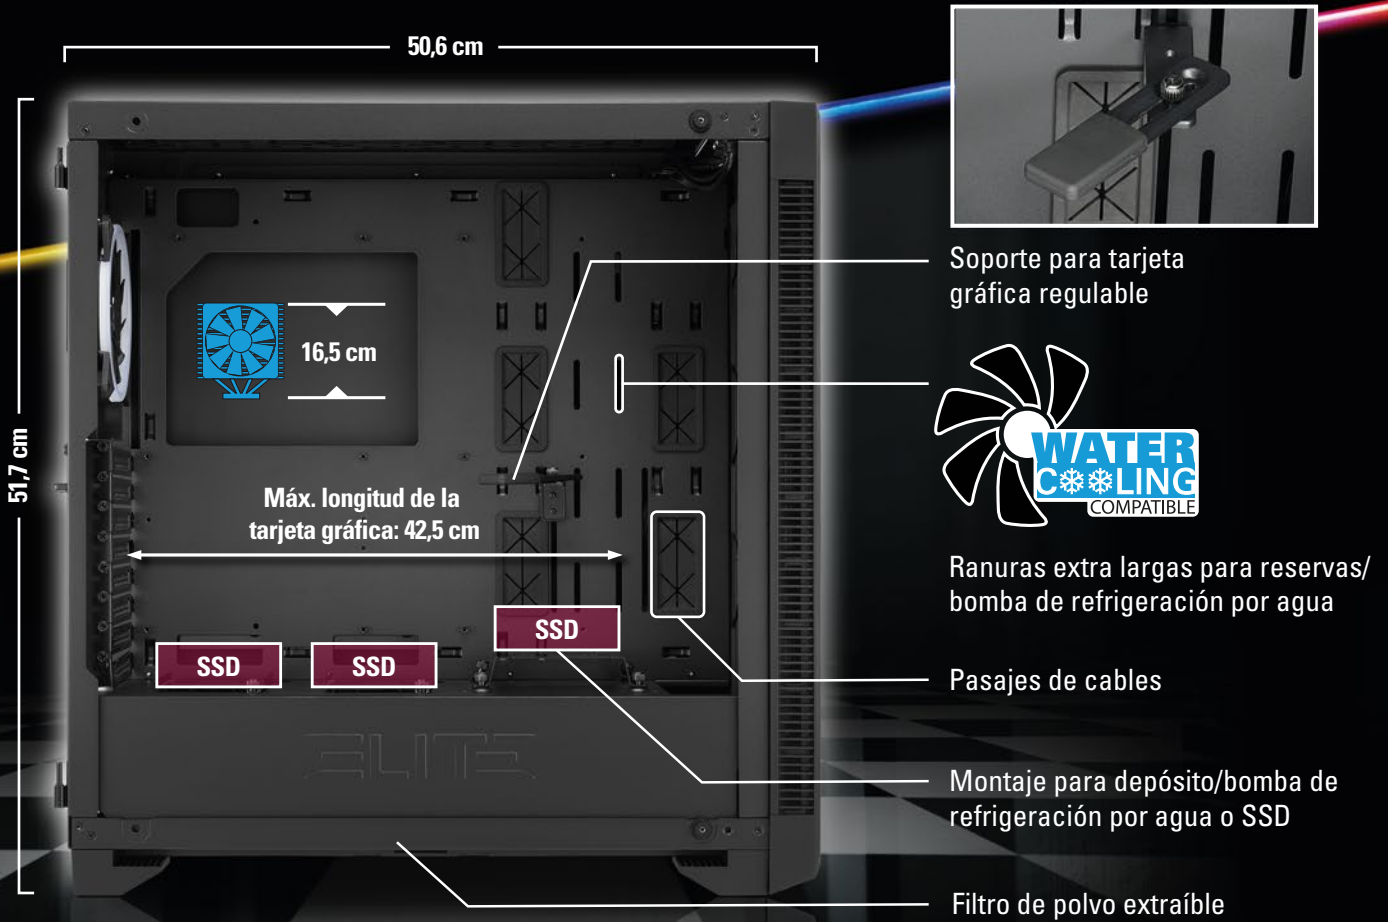 50,6 cm
51,7 cm
16,5 cm
Máx. longitud de la
tarjeta gráfica: 42,5 cm
SSD
SSD
SSD
ELITE
Soporte para tarjeta
gráfica regulable
WATER
COOLING
COMPATIBLE
Ranuras extra largas para reservas/
bomba de refrigeración por agua
Pasajes de cables
Montaje para depósito/bomba de
refrigeración por agua o SSD
Filtro de polvo extraíble